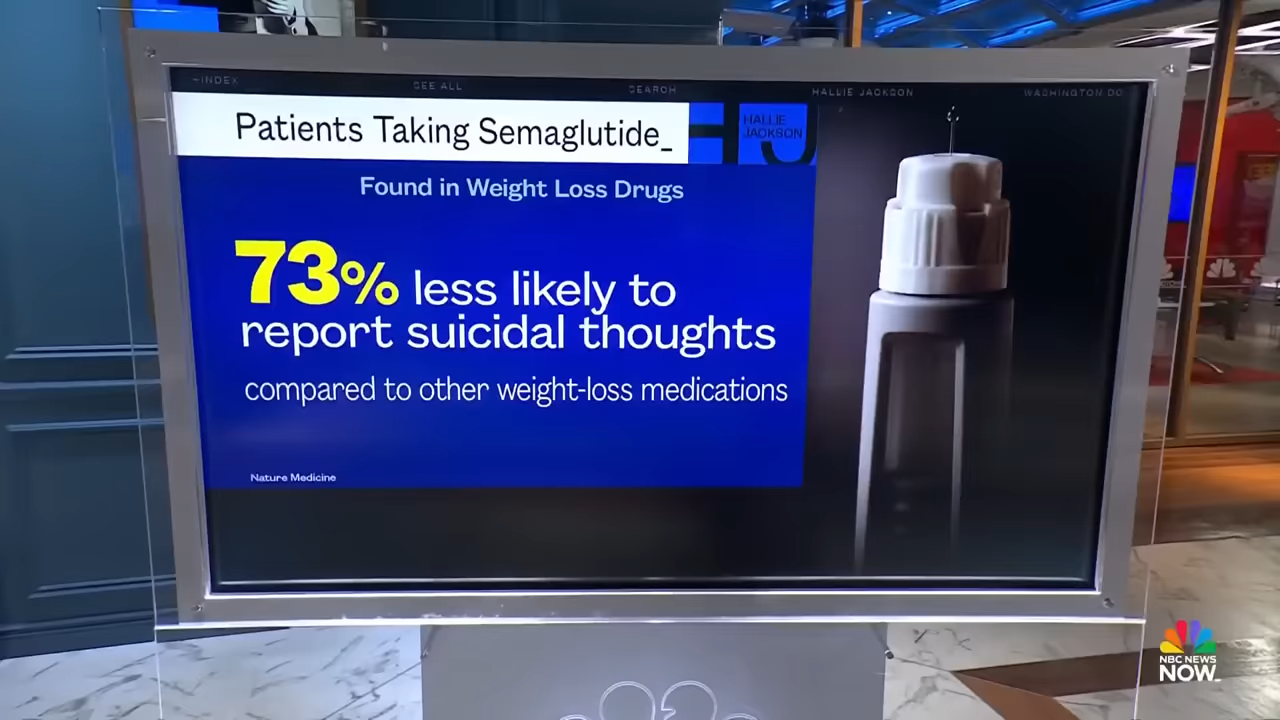 INDEX
SEE ALL
SEARCH
HALLIE JACKSON
WASHINGTON DC
Patients Taking Semaglutide_
HALLIE
JACKSON
Found in Weight Loss Drugs
73% less likely to
report suicidal thoughts
compared to other weight-loss medications
Nature Medicine
NBC NEWS
NOW